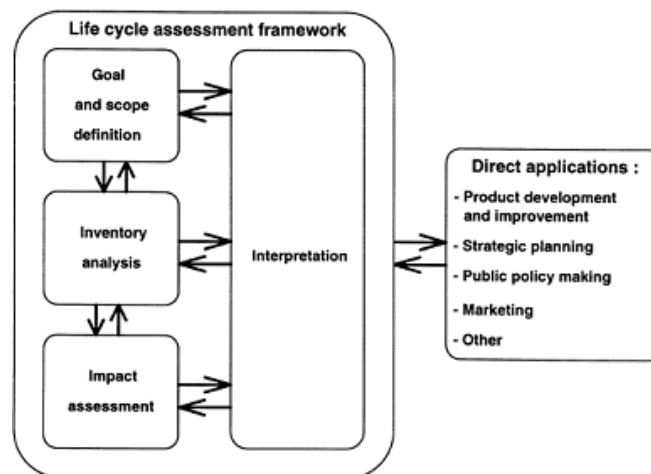 Life cycle assessment framework
Goal
and scope
definition
Inventory
analysis
Impact
assessment
Interpretation
Direct applications :
- Product development
and improvement
- Strategic planning
- Public policy making
- Marketing
- Other